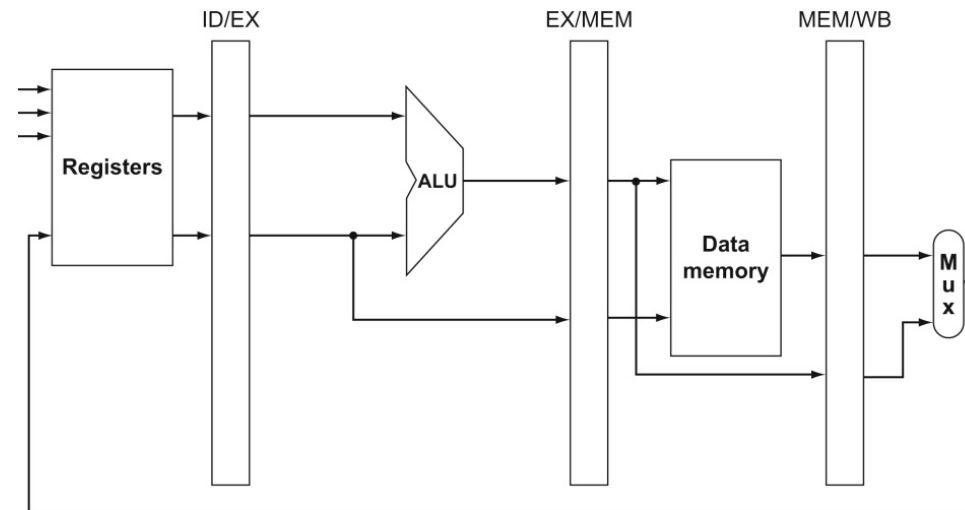 ID/EX
EX/MEM
MEM/WB
Registers
ALU
Data
memory
M
u
x